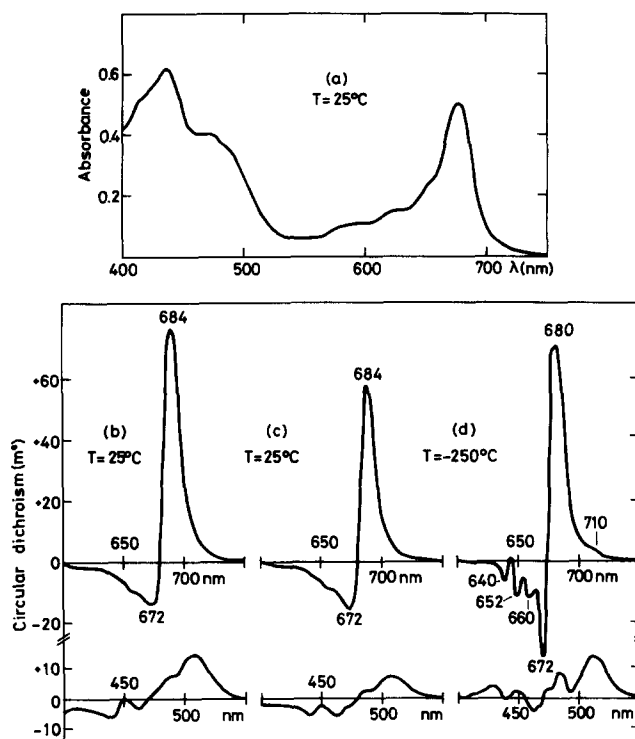 (a)
T=25°C
Absorbance
0.6
0.4
0.2
400 500 600 700 λ(nm)
684 684 680
Circular dichroism (m°)
+60
+40
+20
0
-20
(b)
T=25°C
(c)
T=25°C
(d)
T=-250°C
650 650 650 710
700 nm 700 nm 700 nm
672 672 640 652 660 672
+10
0
-10
450 450 450
500 nm 500 nm 500 nm